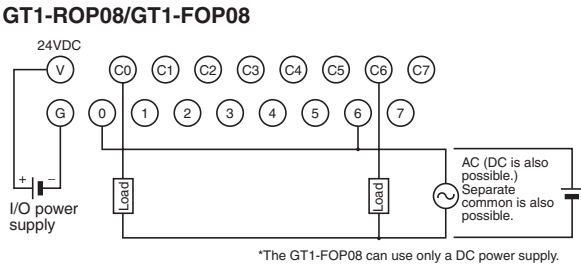 GT1-ROP08/GT1-FOP08
24VDC
V C0 C1 C2 C3 C4 C5 C6 C7
G 0 1 2 3 4 5 6 7
+ −
I/O power
supply
Load
Load
AC (DC is also
possible.)
Separate
common is also
possible.
*The GT1-FOP08 can use only a DC power supply.